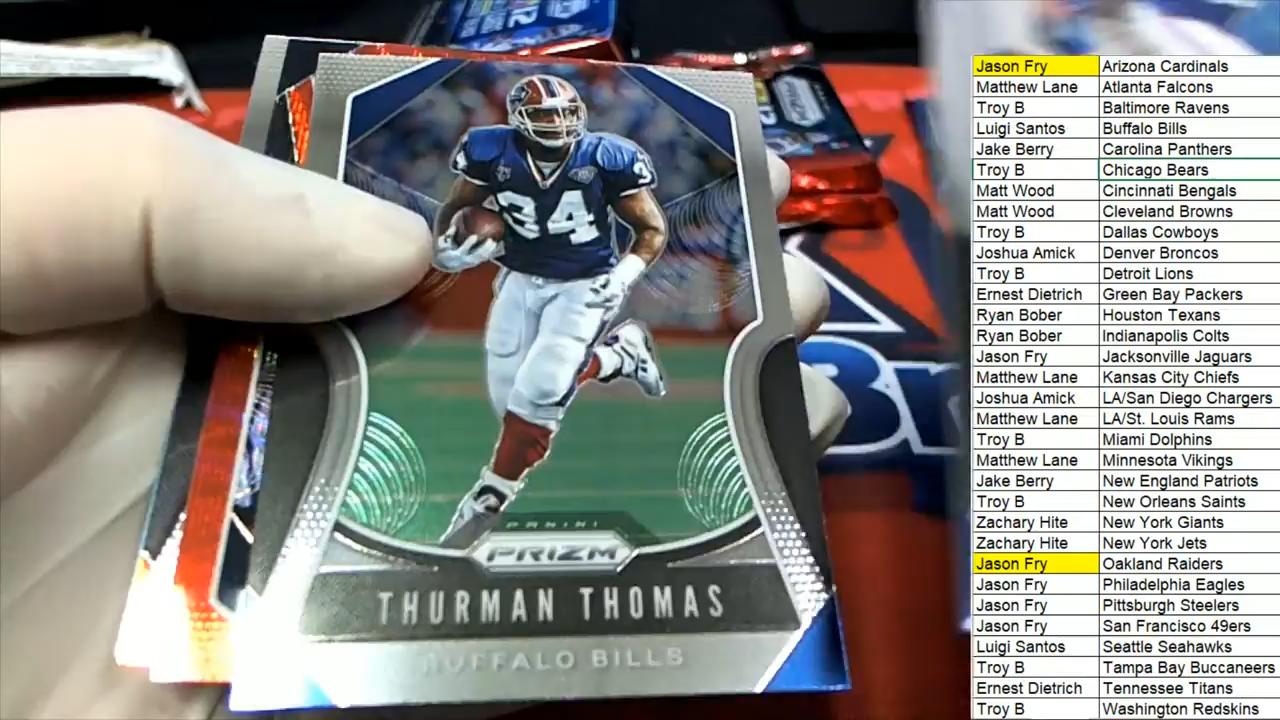 34
34
PANINI
PRIZM
THURMAN THOMAS
BUFFALO BILLS
Jason Fry Arizona Cardinals
Matthew Lane Atlanta Falcons
Troy B Baltimore Ravens
Luigi Santos Buffalo Bills
Jake Berry Carolina Panthers
Troy B Chicago Bears
Matt Wood Cincinnati Bengals
Matt Wood Cleveland Browns
Troy B Dallas Cowboys
Joshua Amick Denver Broncos
Troy B Detroit Lions
Ernest Dietrich Green Bay Packers
Ryan Bober Houston Texans
Ryan Bober Indianapolis Colts
Jason Fry Jacksonville Jaguars
Matthew Lane Kansas City Chiefs
Joshua Amick LA/San Diego Chargers
Matthew Lane LA/St. Louis Rams
Troy B Miami Dolphins
Matthew Lane Minnesota Vikings
Jake Berry New England Patriots
Troy B New Orleans Saints
Zachary Hite New York Giants
Zachary Hite New York Jets
Jason Fry Oakland Raiders
Jason Fry Philadelphia Eagles
Jason Fry Pittsburgh Steelers
Jason Fry San Francisco 49ers
Luigi Santos Seattle Seahawks
Troy B Tampa Bay Buccaneers
Ernest Dietrich Tennessee Titans
Troy B Washington Redskins